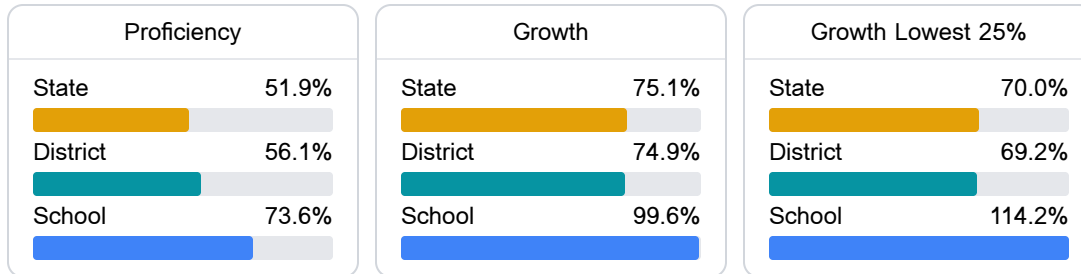 Proficiency
State 51.9%
District 56.1%
School 73.6%
Growth
State 75.1%
District 74.9%
School 99.6%
Growth Lowest 25%
State 70.0%
District 69.2%
School 114.2%